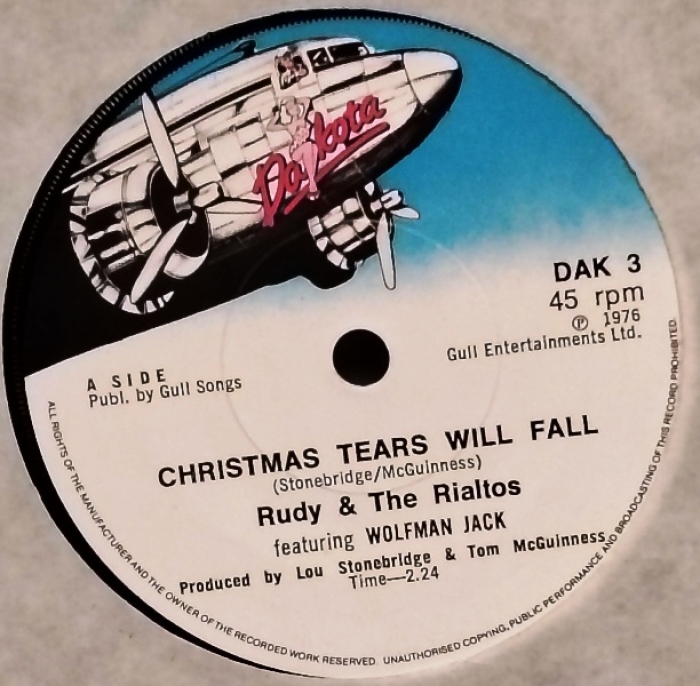 Dakota
DAK 3
45 rpm
Ⓟ 1976
Gull Entertainments Ltd.
A SIDE
Publ. by Gull Songs
CHRISTMAS TEARS WILL FALL
(Stonebridge/McGuinness)
Rudy & The Rialtos
featuring WOLFMAN JACK
Produced by Lou Stonebridge & Tom McGuinness
Time—2.24
ALL RIGHTS OF THE MANUFACTURER AND THE OWNER OF THE RECORDED WORK RESERVED. UNAUTHORISED COPYING, PUBLIC PERFORMANCE AND BROADCASTING OF THIS RECORD PROHIBITED.